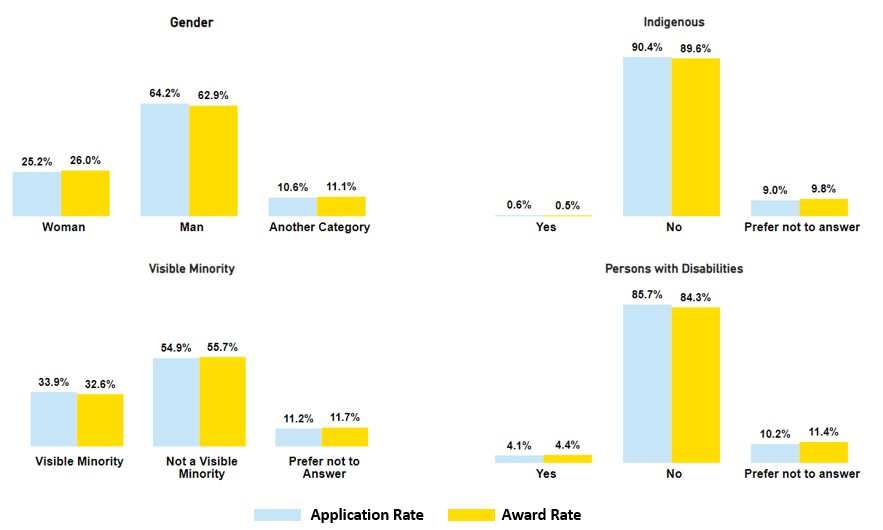 Gender
64.2% 62.9%
25.2% 26.0%
10.6% 11.1%
Woman Man Another Category
Indigenous
90.4% 89.6%
0.6% 0.5%
9.0% 9.8%
Yes No Prefer not to answer
Visible Minority
54.9% 55.7%
33.9% 32.6%
11.2% 11.7%
Visible Minority Not a Visible Prefer not to
Minority Answer
Persons with Disabilities
85.7% 84.3%
4.1% 4.4%
10.2% 11.4%
Yes No Prefer not to answer
Application Rate Award Rate